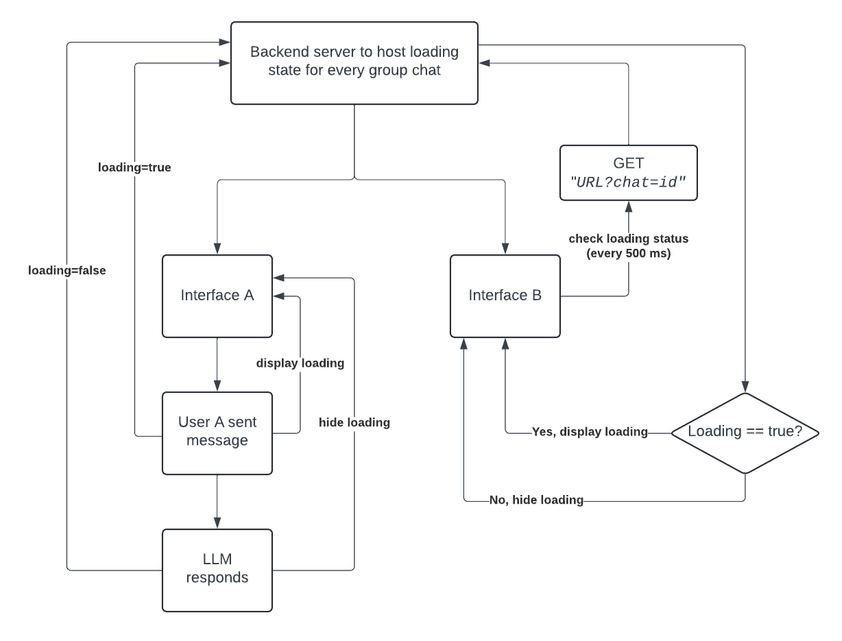 Backend server to host loading
state for every group chat
loading=true
GET
"URL?chat=id"
check loading status
(every 500 ms)
loading=false
Interface A
Interface B
display loading
User A sent
message
hide loading
Yes, display loading
Loading == true?
No, hide loading
LLM
responds